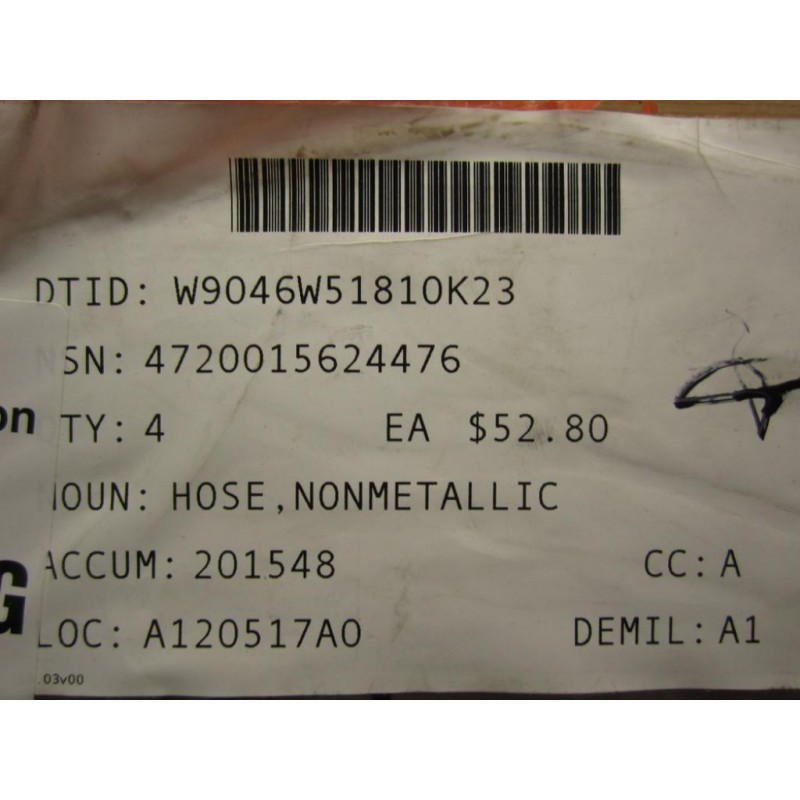 DTID: W9046W51810K23
NSN: 4720015624476
on
TY: 4 EA $52.80
NOUN: HOSE,NONMETALLIC
ACCUM: 201548 CC: A
G
LOC: A120517A0 DEMIL: A1
.03v00